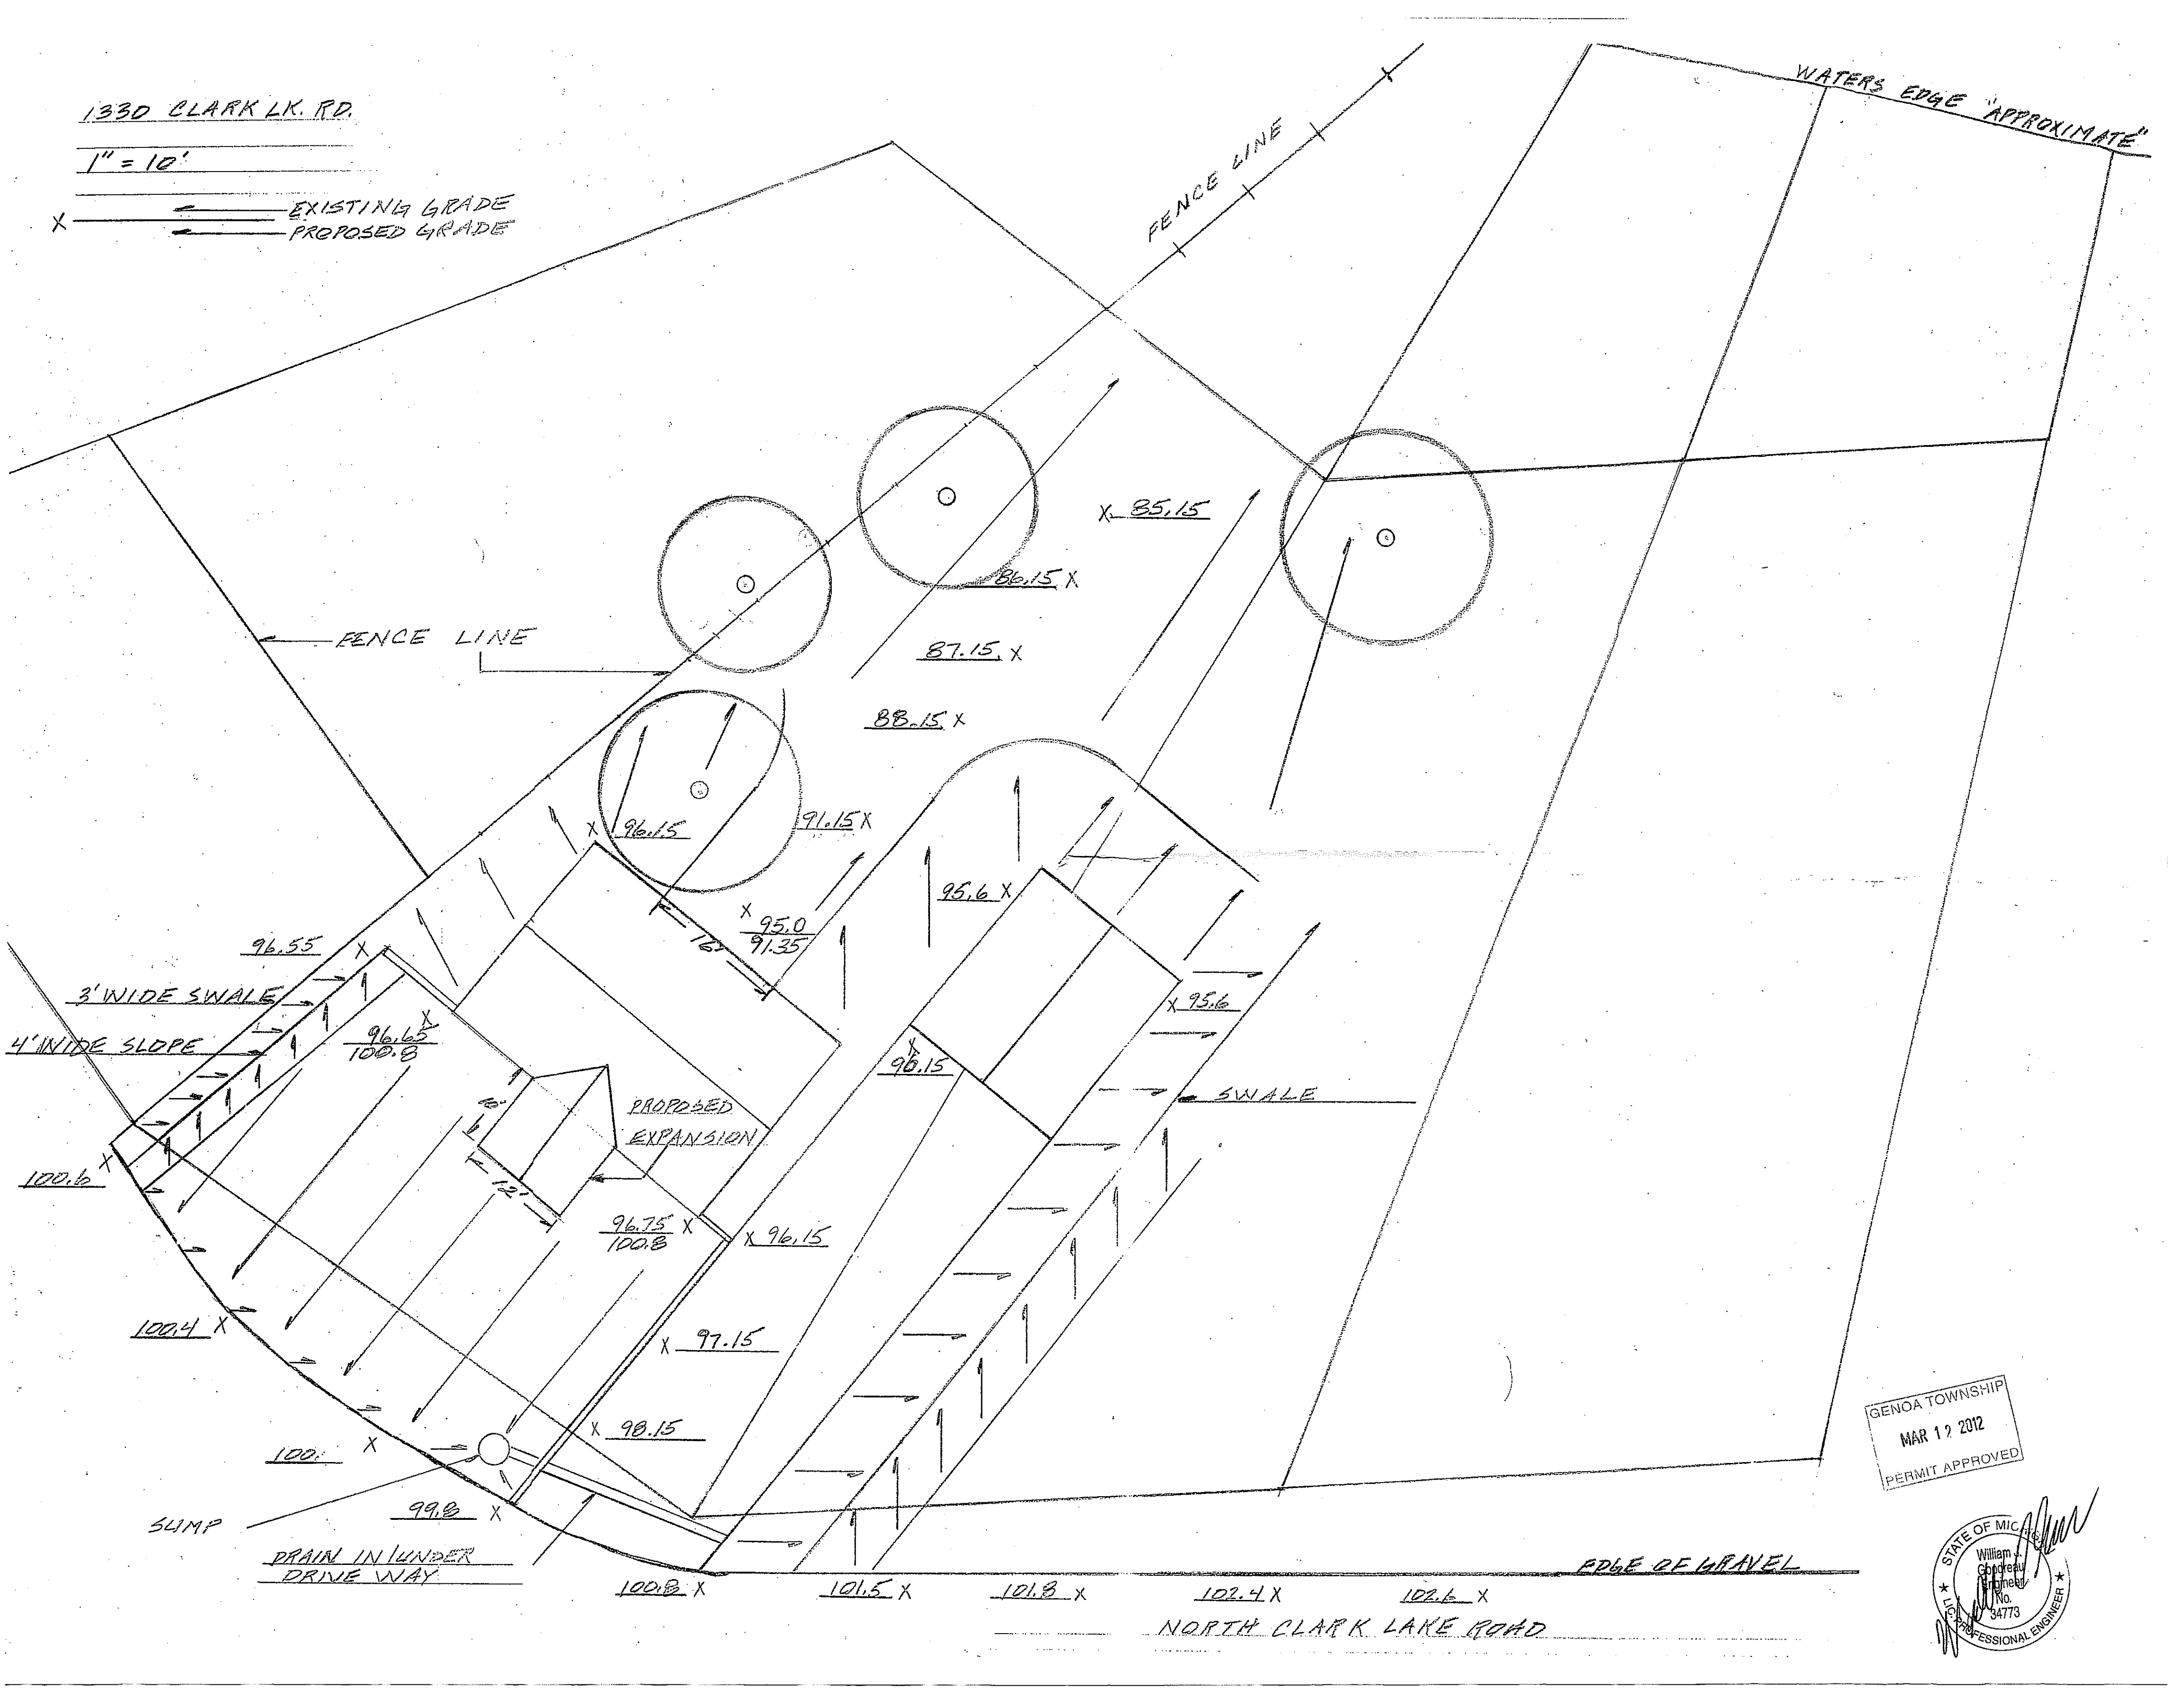 1330 CLARK LK. RD.
1" = 10'
EXISTING GRADE
X
PROPOSED GRADE
WATERS EDGE "APPROXIMATE"
FENCE LINE
X 85.15
86.15 X
87.15 X
88.15 X
FENCE LINE
X 96.15
91.15 X
X 95.0
91.35
16'
95.6 X
96.55 X
3' WIDE SWALE
4' WIDE SLOPE
X
96.65
100.8
X 95.6
X
96.15
SWALE
PROPOSED
EXPANSION
12'
100.6 X
96.75 X
100.8
X 96.15
100.4 X
X 97.15
X 98.15
100. X
99.8 X
SUMP
DRAIN IN/UNDER
DRIVE WAY
EDGE OF GRAVEL
100.8 X 101.5 X 101.8 X 102.4 X 102.6 X
NORTH CLARK LAKE ROAD
GENOA TOWNSHIP
MAR 12 2012
PERMIT APPROVED
STATE OF MICHIGAN
William J.
Goodreau
Engineer
No.
34773
LIC. PROFESSIONAL ENGINEER